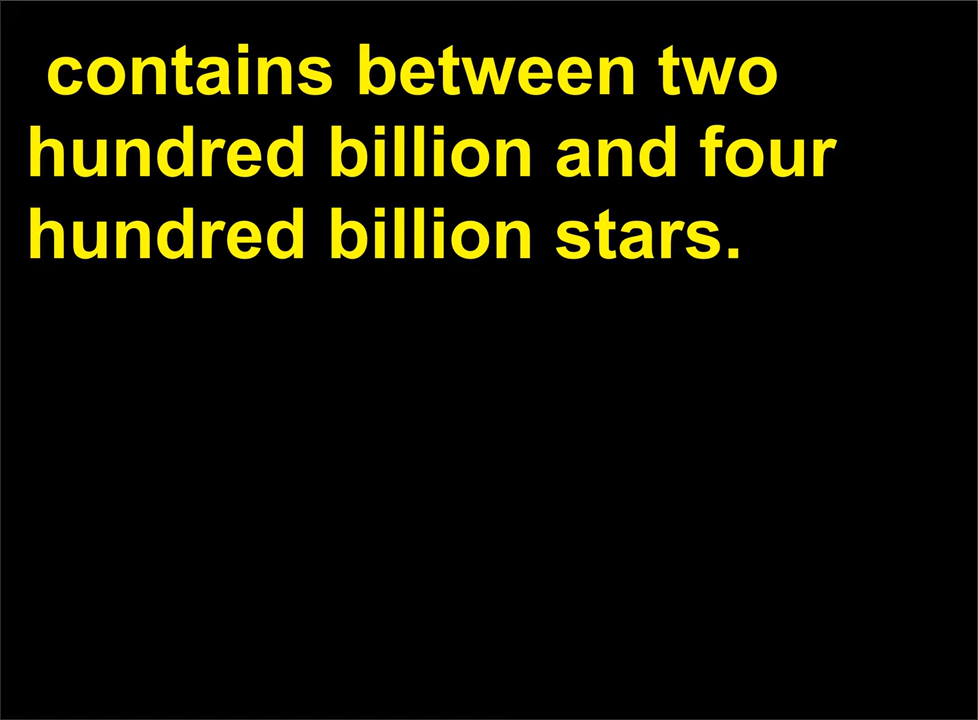 contains between two
hundred billion and four
hundred billion stars.